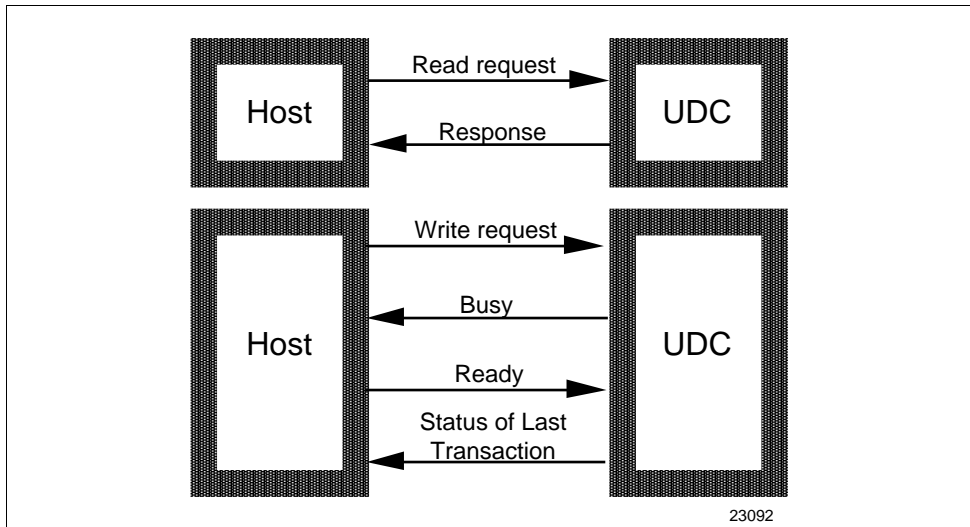 Read request
Host
UDC
Response
Write request
Busy
Host
UDC
Ready
Status of Last
Transaction
23092